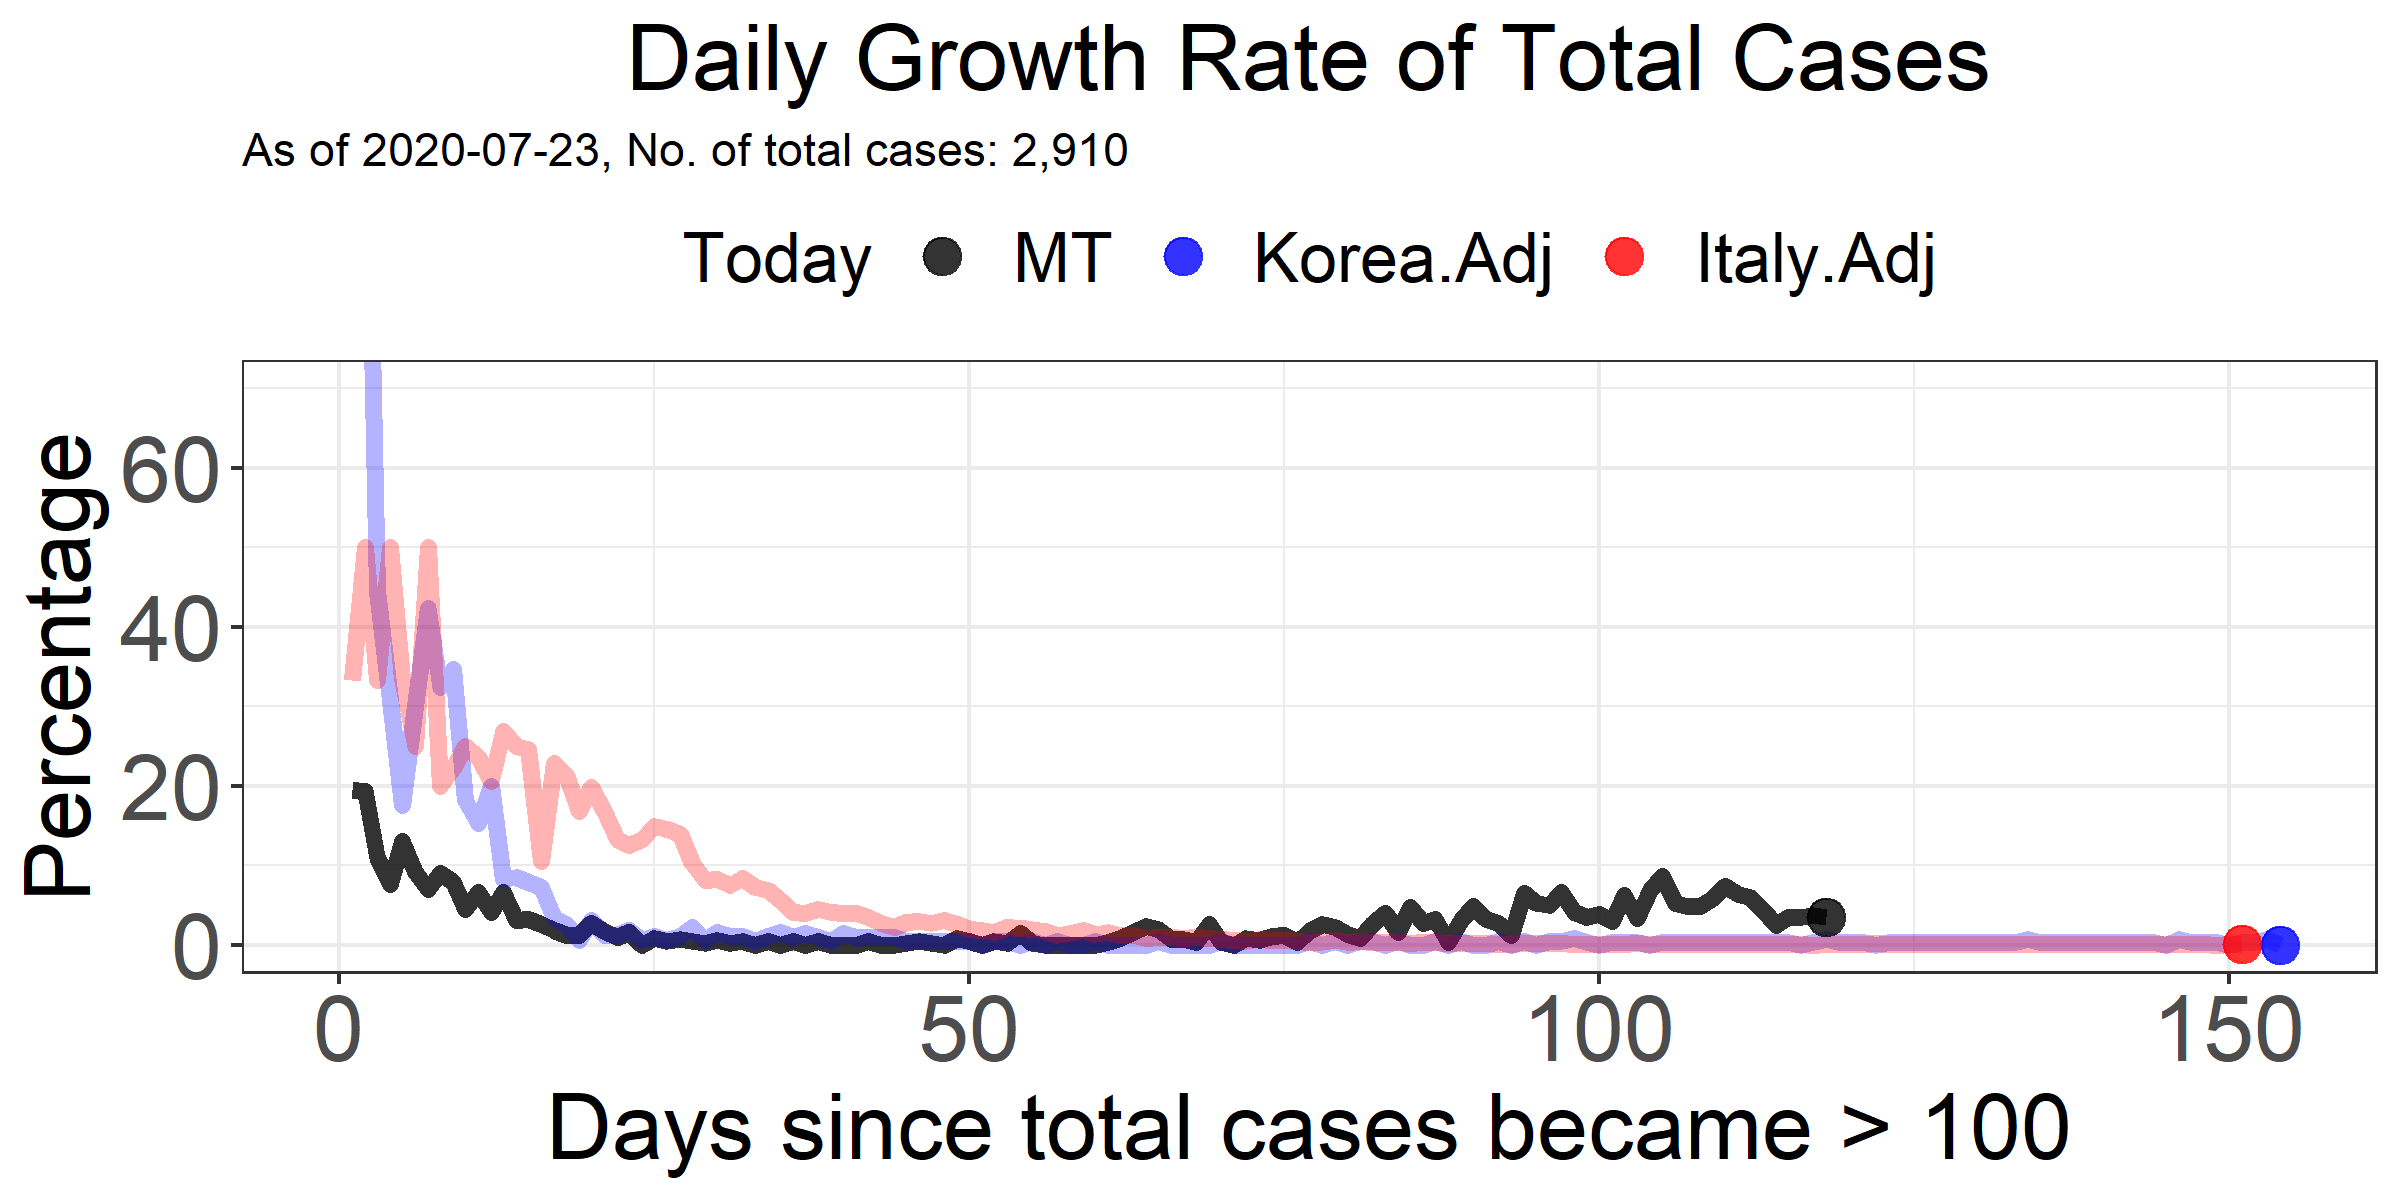 Daily Growth Rate of Total Cases
As of 2020-07-23, No. of total cases: 2,910
Today MT Korea.Adj Italy.Adj
Percentage
60
40
20
0
0 50 100 150
Days since total cases became > 100